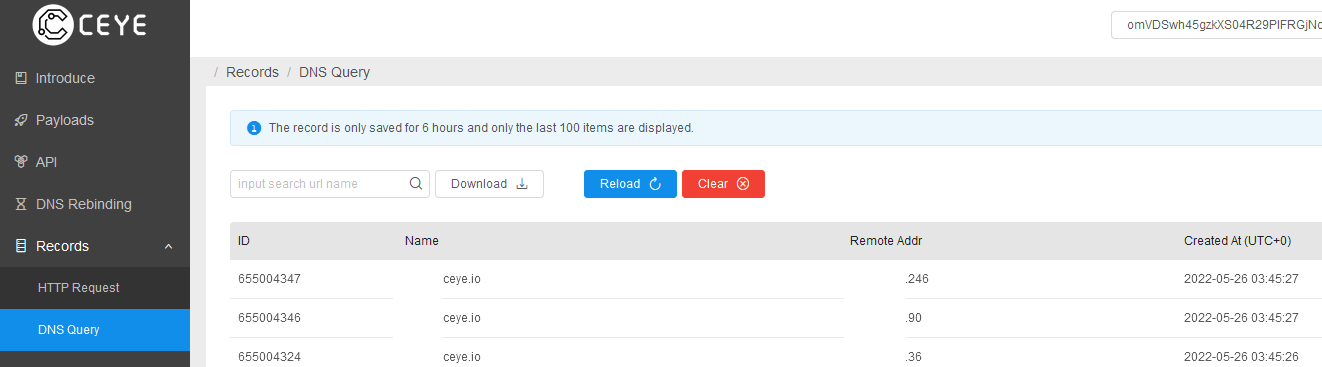 CEYE
omVDSwh45gzkXS04R29PIFRGjNc
Introduce
Payloads
API
DNS Rebinding
Records
HTTP Request
DNS Query
/ Records / DNS Query
The record is only saved for 6 hours and only the last 100 items are displayed.
input search url name Download Reload Clear
ID Name Remote Addr Created At (UTC+0)
655004347 ceye.io .246 2022-05-26 03:45:27
655004346 ceye.io .90 2022-05-26 03:45:27
655004324 ceye.io .36 2022-05-26 03:45:26